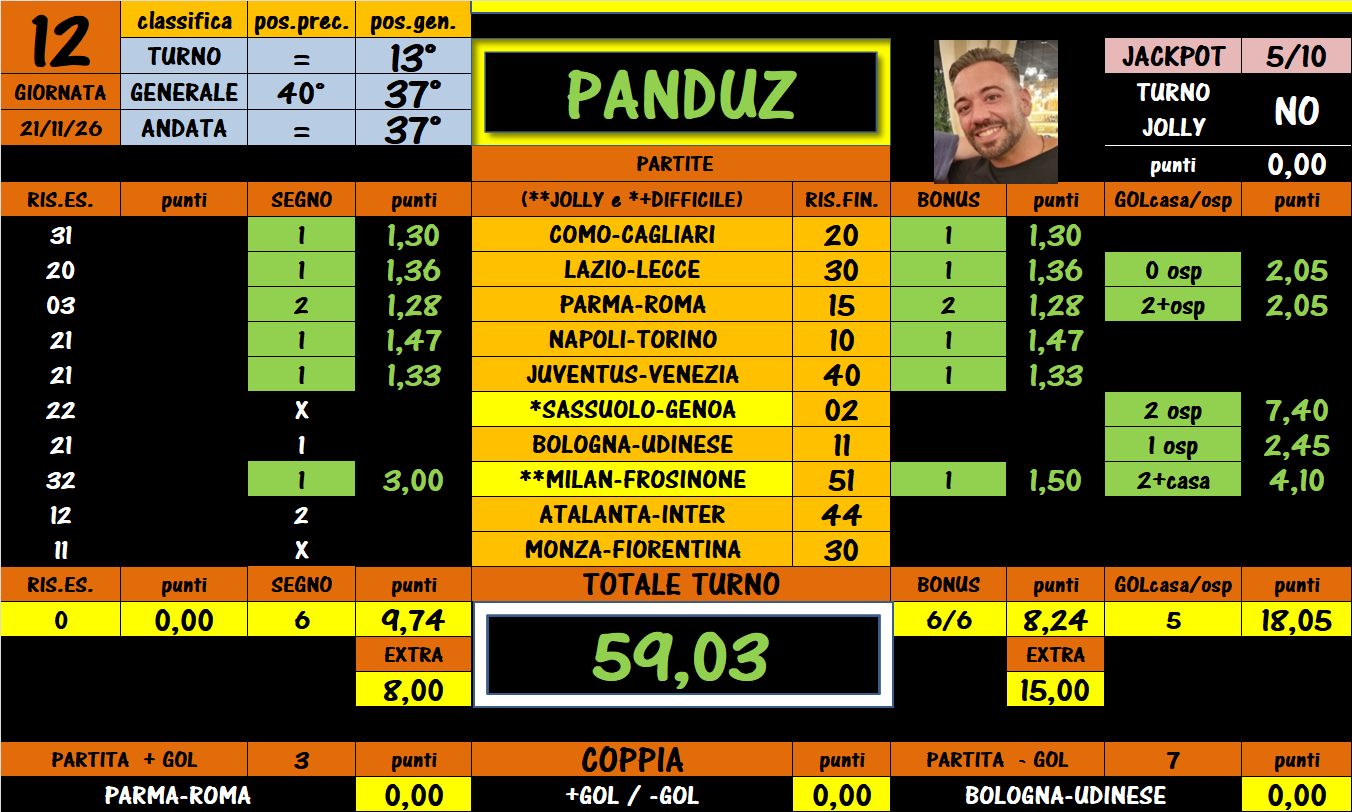 12 classifica pos.prec. pos.gen.
TURNO = 13° JACKPOT 5/10
GIORNATA GENERALE 40° 37° PANDUZ TURNO JOLLY NO
21/11/26 ANDATA = 37°
PARTITE punti 0,00
RIS.ES. punti SEGNO punti (**JOLLY e *+DIFFICILE) RIS.FIN. BONUS punti GOLcasa/osp punti
31 1 1,30 COMO-CAGLIARI 20 1 1,30
20 1 1,36 LAZIO-LECCE 30 1 1,36 0 osp 2,05
03 2 1,28 PARMA-ROMA 15 2 1,28 2+osp 2,05
21 1 1,47 NAPOLI-TORINO 10 1 1,47
21 1 1,33 JUVENTUS-VENEZIA 40 1 1,33
22 X *SASSUOLO-GENOA 02 2 osp 7,40
21 1 BOLOGNA-UDINESE 11 1 osp 2,45
32 1 3,00 **MILAN-FROSINONE 51 1 1,50 2+casa 4,10
12 2 ATALANTA-INTER 44
11 X MONZA-FIORENTINA 30
RIS.ES. punti SEGNO punti TOTALE TURNO BONUS punti GOLcasa/osp punti
0 0,00 6 9,74 59,03 6/6 8,24 5 18,05
EXTRA EXTRA
8,00 15,00
PARTITA + GOL 3 punti COPPIA punti PARTITA - GOL 7 punti
PARMA-ROMA 0,00 +GOL / -GOL 0,00 BOLOGNA-UDINESE 0,00